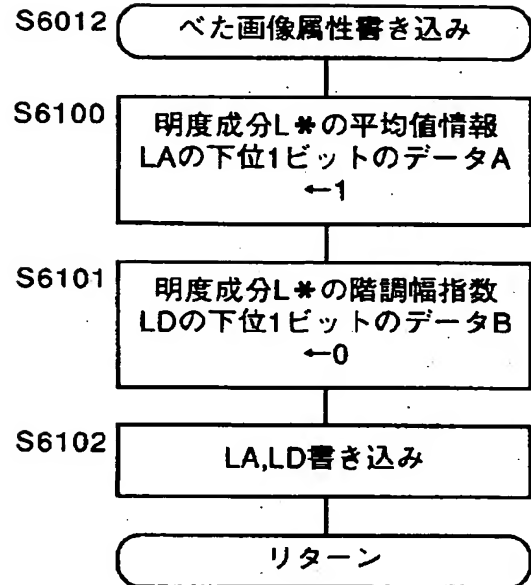 S6012
べた画像属性書き込み
S6100
明度成分L*の平均値情報
LAの下位1ビットのデータA
←1
S6101
明度成分L*の階調幅指数
LDの下位1ビットのデータB
←0
S6102
LA,LD書き込み
リターン